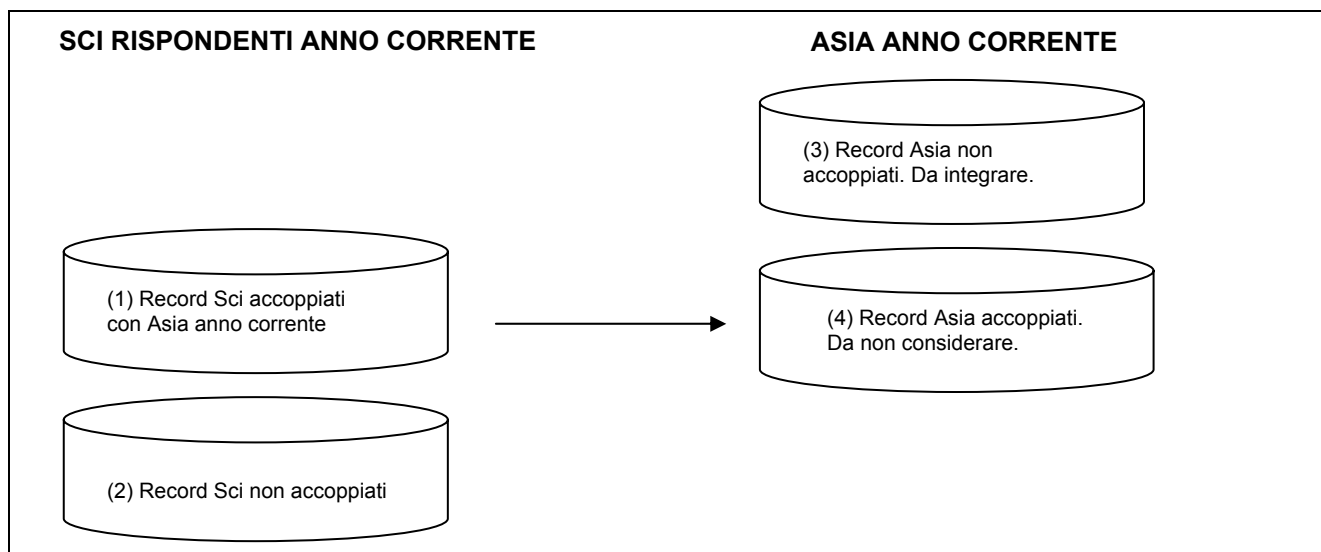 SCI RISPONDENTI ANNO CORRENTE
ASIA ANNO CORRENTE
(3) Record Asia non
accoppiati. Da integrare.
(1) Record Sci accoppiati
con Asia anno corrente
(4) Record Asia accoppiati.
Da non considerare.
(2) Record Sci non accoppiati